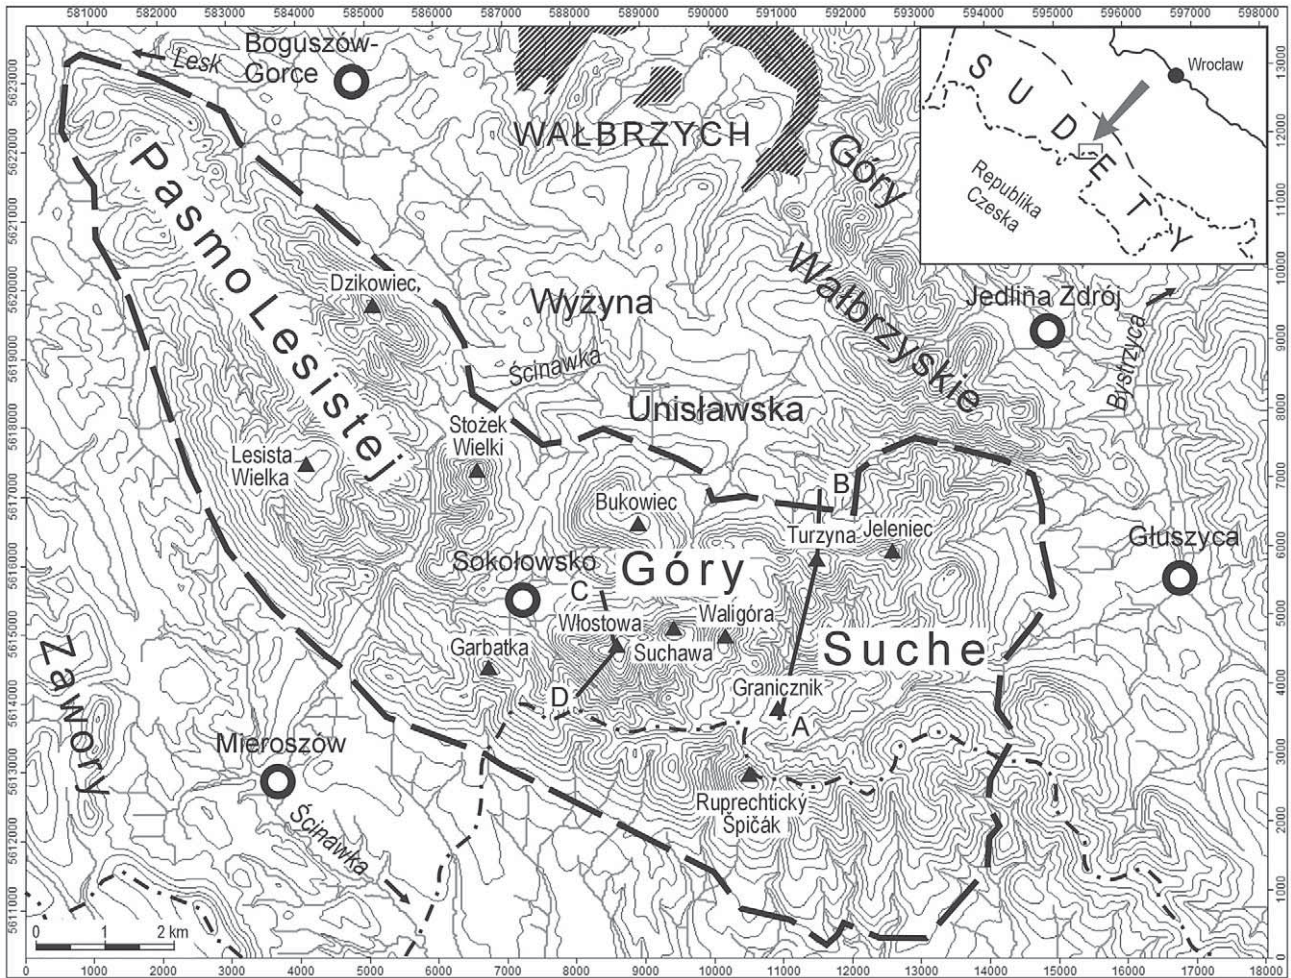 581000 582000 583000 584000 585000 586000 587000 588000 589000 590000 591000 592000 593000 594000 595000 596000 597000 598000
5623000
5622000
5621000
5620000
5619000
5618000
5617000
5616000
5615000
5614000
5613000
5612000
5611000
13000
12000
11000
10000
9000
8000
7000
6000
5000
4000
3000
2000
1000
0
Lesk
Boguszów-
Gorce
WAŁBRZYCH
Góry
Wałbrzyskie
SUDETY
Wrocław
Republika
Czeska
Pasmo Lesistej
Dzikowiec
Wyżyna
Unisławska
Ścinawka
Jedlina Zdrój
Bystrzyca
Stożek
Wielki
Lesista
Wielka
Bukowiec
B
Turzyna
Jeleniec
Głuszyca
Sokołowsko
Góry
Suche
C
Włostowa
Suchawa
Waligóra
Garbatka
D
Granicznik
A
Zawory
Mieroszów
Ruprechtický
Špičák
Ścinawka
0 1 2 km
0 1000 2000 3000 4000 5000 6000 7000 8000 9000 10000 11000 12000 13000 14000 15000 16000 17000 18000